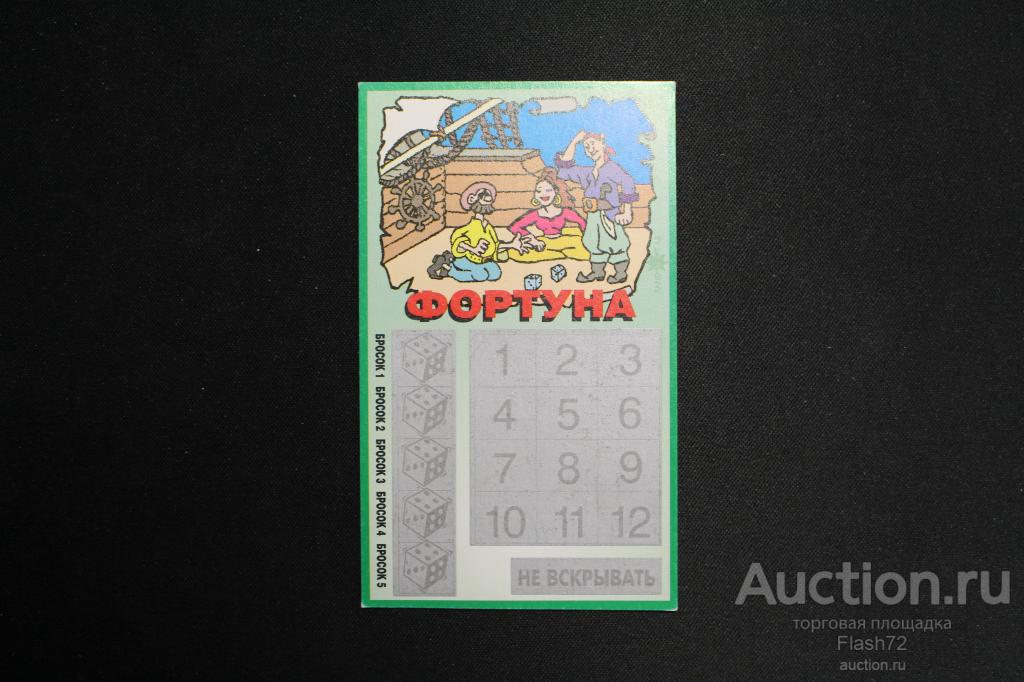 ФОРТУНА
БРОСОК 1
БРОСОК 2
БРОСОК 3
БРОСОК 4
БРОСОК 5
1 2 3
4 5 6
7 8 9
10 11 12
НЕ ВСКРЫВАТЬ
Auction.ru
торговая площадка
Flash72
auction.ru